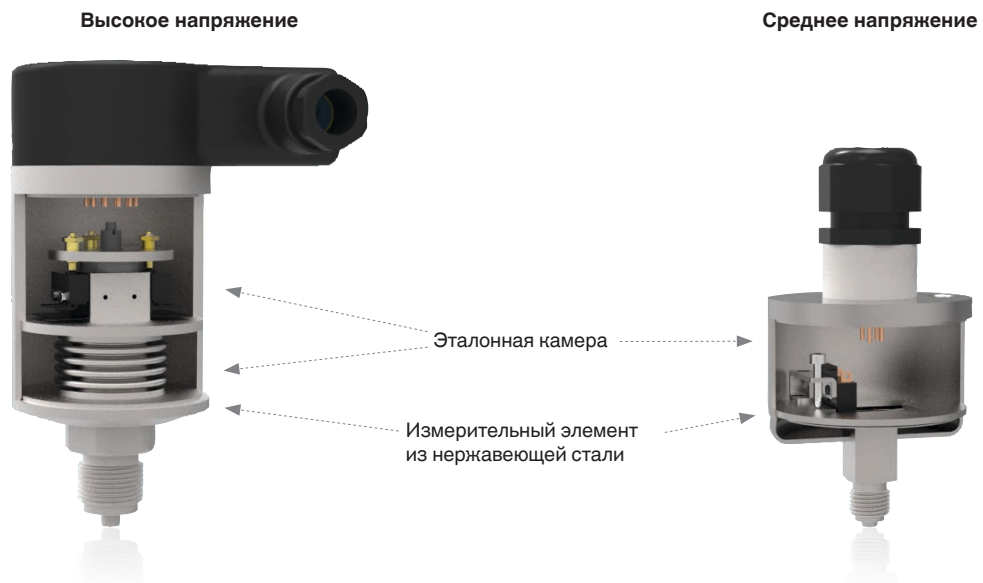 Высокое напряжение
Среднее напряжение
Эталонная камера
Измерительный элемент
из нержавеющей стали